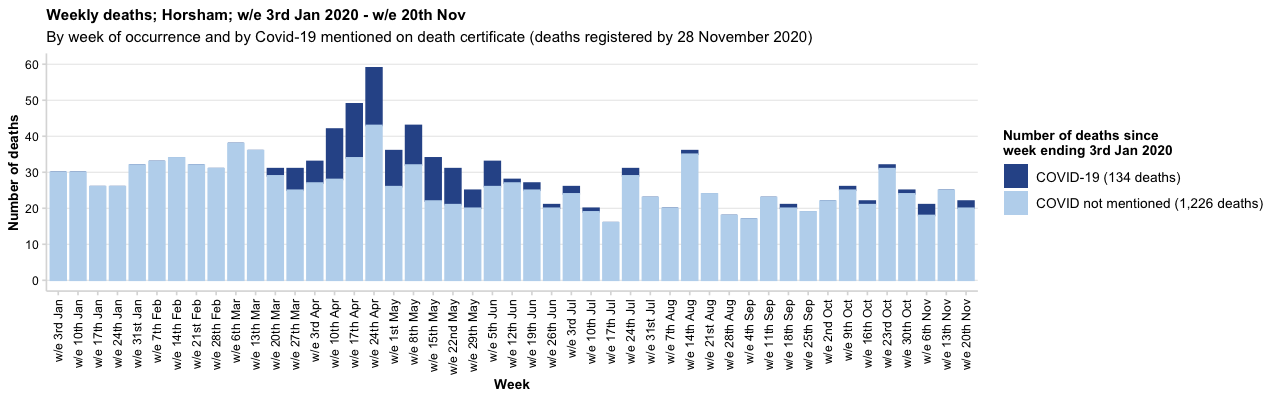 Weekly deaths; Horsham; w/e 3rd Jan 2020 - w/e 20th Nov
By week of occurrence and by Covid-19 mentioned on death certificate (deaths registered by 28 November 2020)
Number of deaths
60
50
40
30
20
10
0
w/e 3rd Jan
w/e 10th Jan
w/e 17th Jan
w/e 24th Jan
w/e 31st Jan
w/e 7th Feb
w/e 14th Feb
w/e 21st Feb
w/e 28th Feb
w/e 6th Mar
w/e 13th Mar
w/e 20th Mar
w/e 27th Mar
w/e 3rd Apr
w/e 10th Apr
w/e 17th Apr
w/e 24th Apr
w/e 1st May
w/e 8th May
w/e 15th May
w/e 22nd May
w/e 29th May
w/e 5th Jun
w/e 12th Jun
w/e 19th Jun
w/e 26th Jun
w/e 3rd Jul
w/e 10th Jul
w/e 17th Jul
w/e 24th Jul
w/e 31st Jul
w/e 7th Aug
w/e 14th Aug
w/e 21st Aug
w/e 28th Aug
w/e 4th Sep
w/e 11th Sep
w/e 18th Sep
w/e 25th Sep
w/e 2nd Oct
w/e 9th Oct
w/e 16th Oct
w/e 23rd Oct
w/e 30th Oct
w/e 6th Nov
w/e 13th Nov
w/e 20th Nov
Week
Number of deaths since
week ending 3rd Jan 2020
COVID-19 (134 deaths)
COVID not mentioned (1,226 deaths)